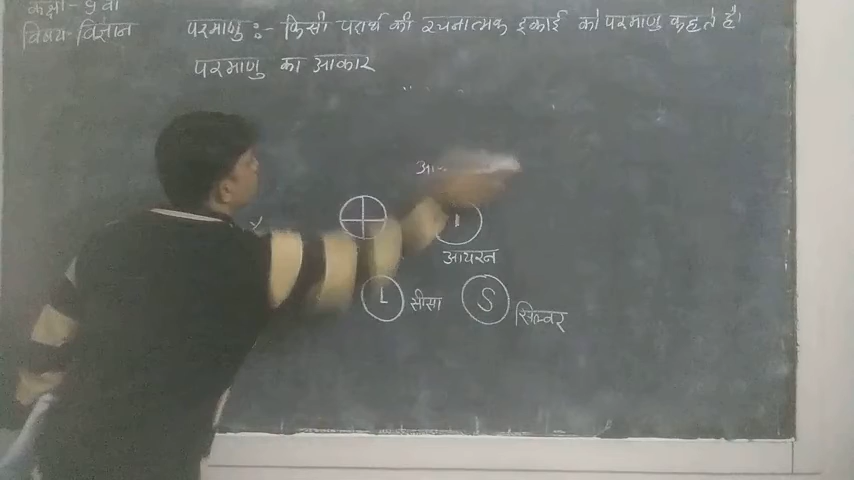 कक्षा - 9 वी
विषय - विज्ञान
परमाणु :- किसी पदार्थ की रचनात्मक इकाई को परमाणु कहते है।
परमाणु का आकार
आ
I
आयरन
L सीसा
S सिल्वर